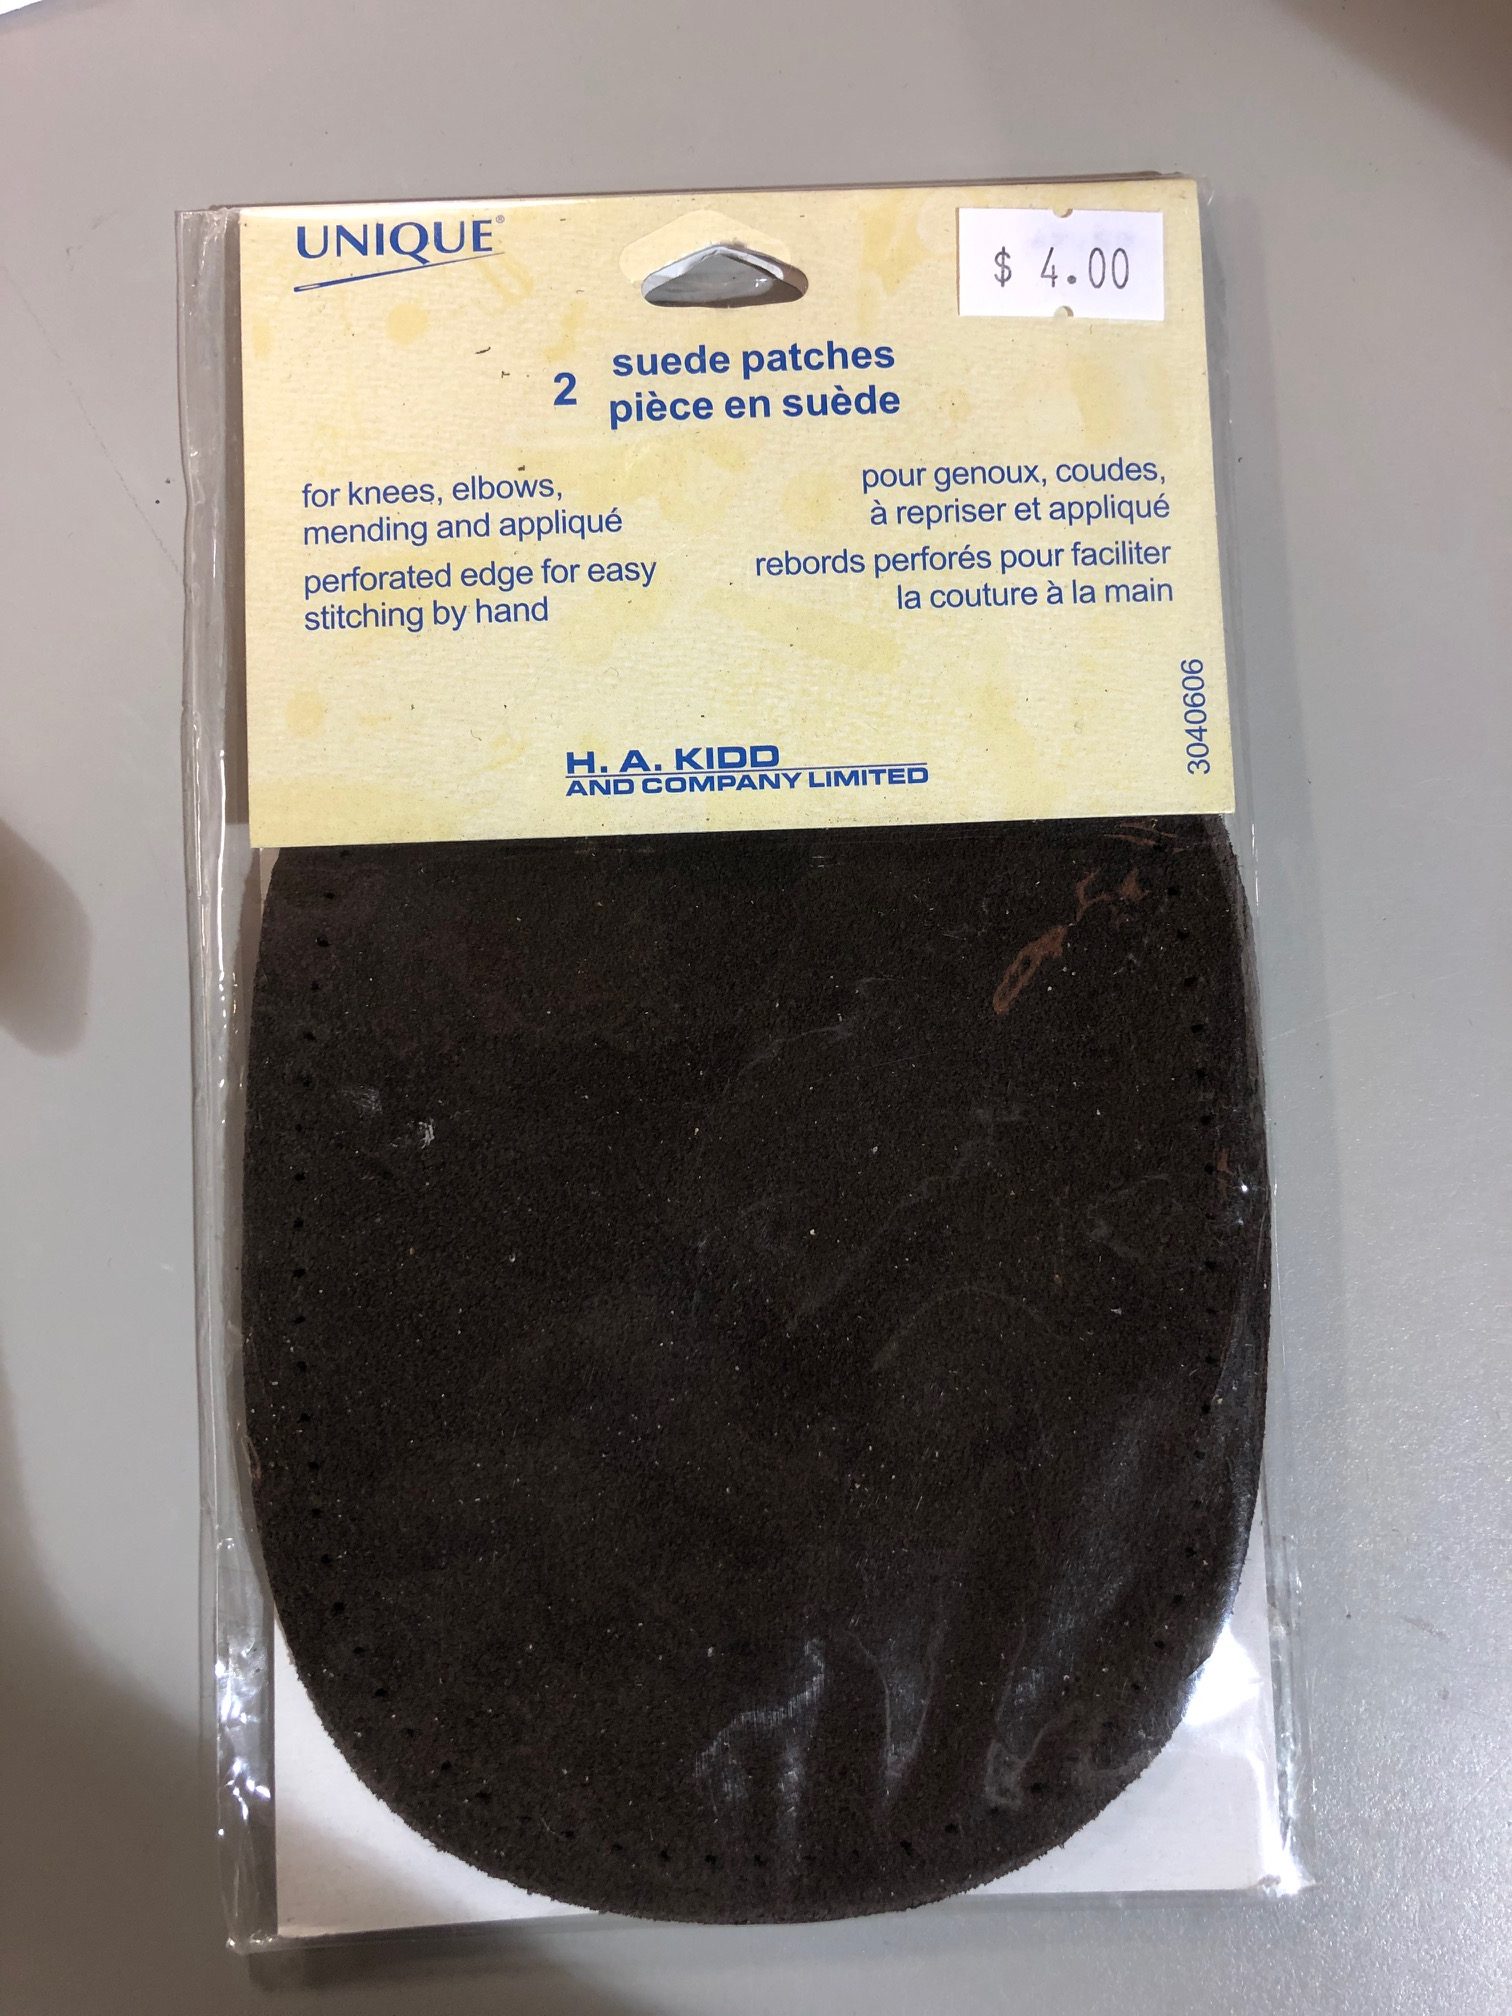 UNIQUE®
$ 4.00
2
suede patches
pièce en suède
for knees, elbows,
mending and appliqué
perforated edge for easy
stitching by hand
pour genoux, coudes,
à repriser et appliqué
rebords perforés pour faciliter
la couture à la main
3040606
H. A. KIDD
AND COMPANY LIMITED